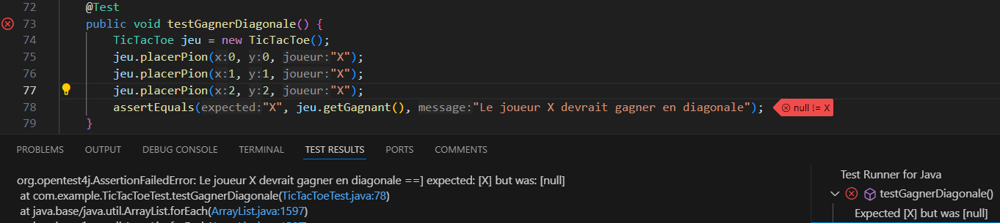 72 @Test
73 public void testGagnerDiagonale() {
74 TicTacToe jeu = new TicTacToe();
75 jeu.placerPion(x:0, y:0, joueur:"X");
76 jeu.placerPion(x:1, y:1, joueur:"X");
77 jeu.placerPion(x:2, y:2, joueur:"X");
78 assertEquals(expected:"X", jeu.getGagnant(), message:"Le joueur X devrait gagner en diagonale"); null != X
79 }
PROBLEMS OUTPUT DEBUG CONSOLE TERMINAL TEST RESULTS PORTS COMMENTS
org.opentest4j.AssertionFailedError: Le joueur X devrait gagner en diagonale ==] expected: [X] but was: [null]
at com.example.TicTacToeTest.testGagnerDiagonale(TicTacToeTest.java:78)
at java.base/java.util.ArrayList.forEach(ArrayList.java:1597)
Test Runner for Java
testGagnerDiagonale()
Expected [X] but was [null]